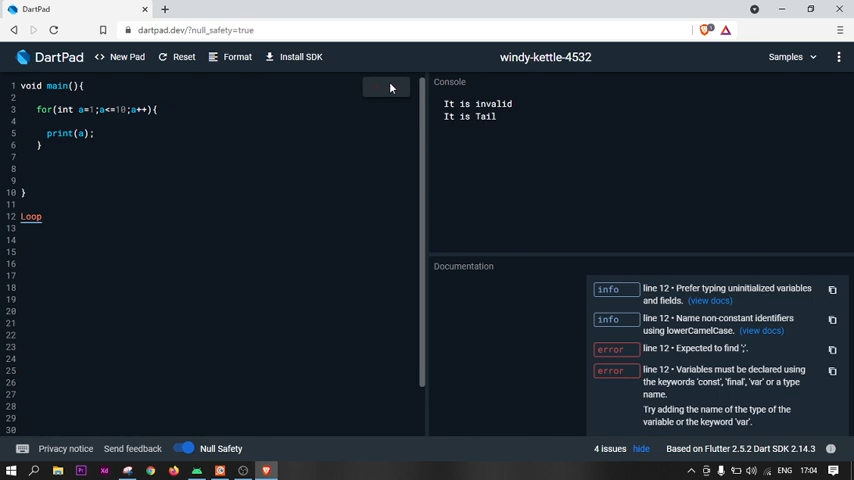 DartPad
dartpad.dev/?null_safety=true
DartPad
<> New Pad
Reset
Format
Install SDK
windy-kettle-4532
Samples
1 void main(){
2
3 for(int a=1;a<=10;a++){
4
5 print(a);
6 }
7
8
9
10 }
11
12 Loop
13
14
15
16
17
18
19
20
21
22
23
24
25
26
27
28
29
30
Console
It is invalid
It is Tail
Documentation
info line 12 • Prefer typing uninitialized variables
and fields. (view docs)
info line 12 • Name non-constant identifiers
using lowerCamelCase. (view docs)
error line 12 • Expected to find ';'.
error line 12 • Variables must be declared using
the keywords 'const', 'final', 'var' or a type
name.
Try adding the name of the type of the
variable or the keyword 'var'.
Privacy notice
Send feedback
Null Safety
4 issues hide
Based on Flutter 2.5.2 Dart SDK 2.14.3
Pr
Xd
ENG
17:04